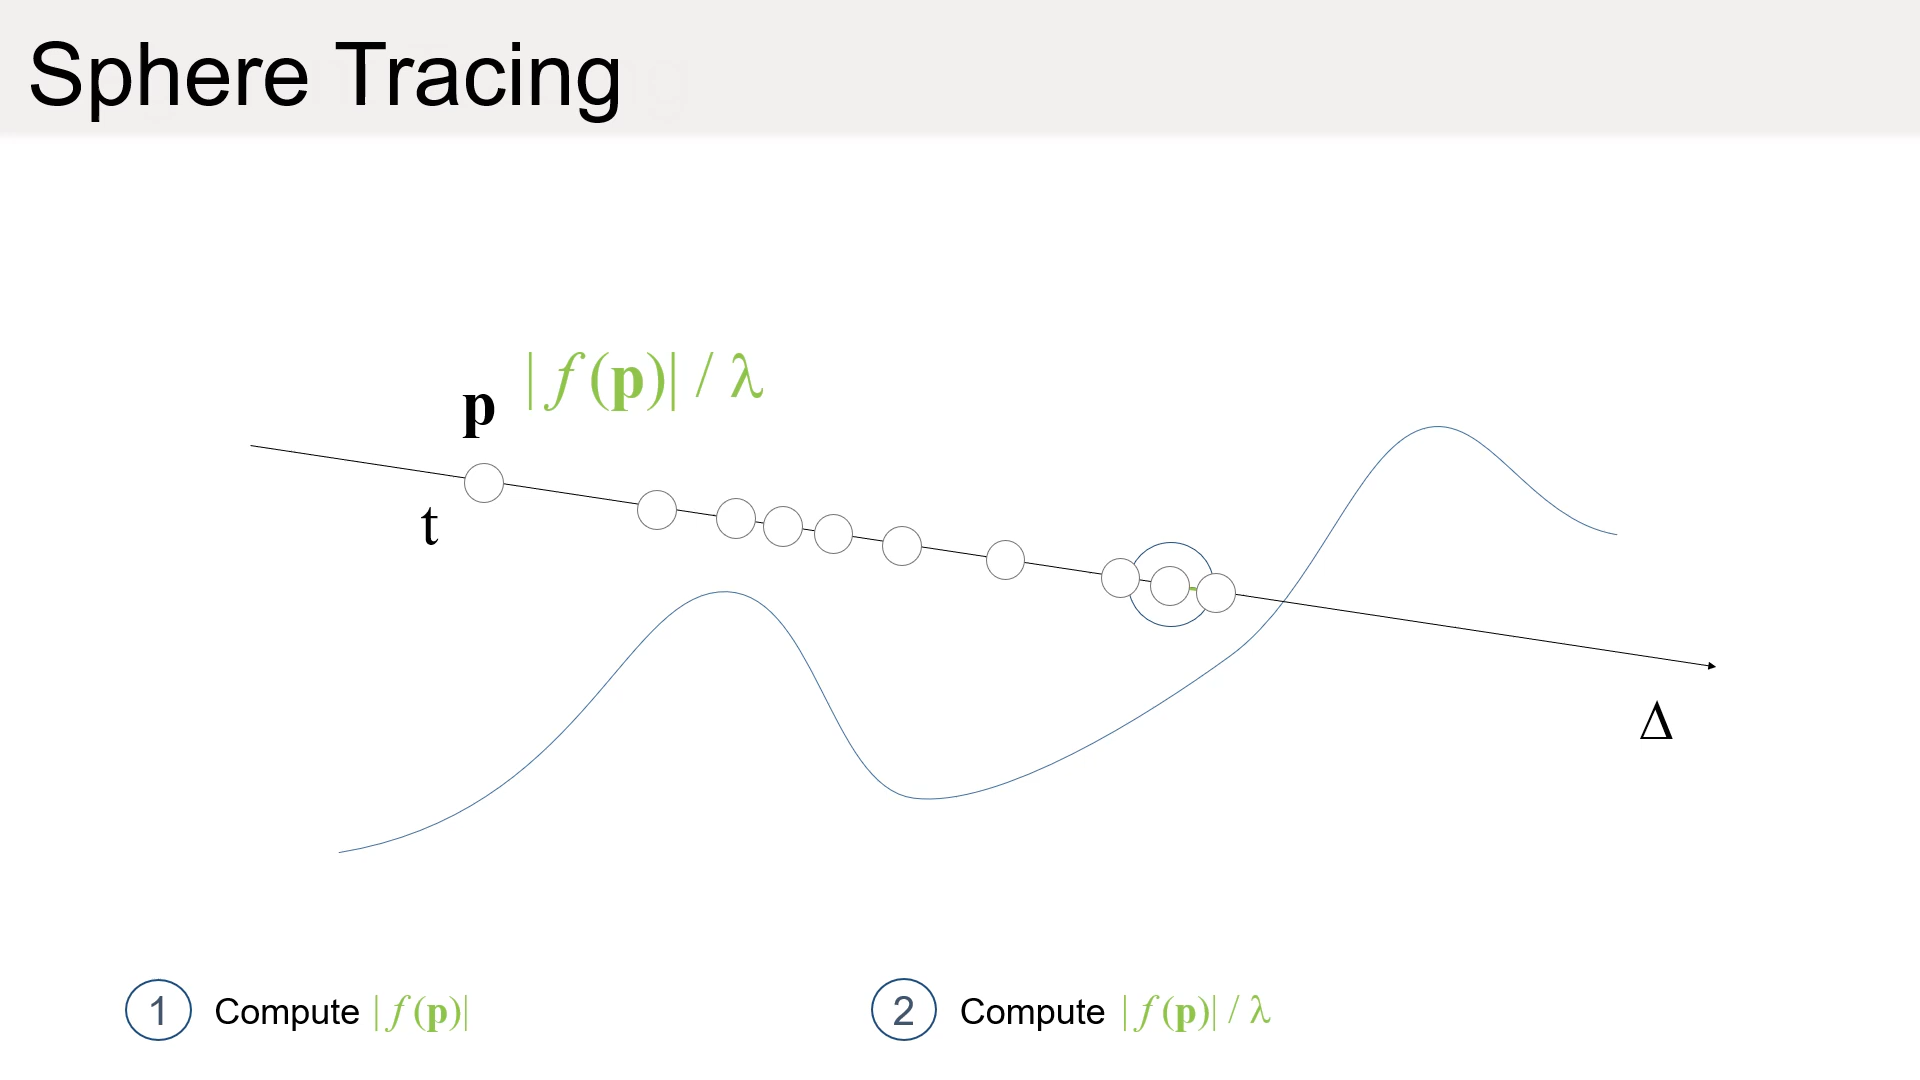 Sphere Tracing
p |f(p)| / λ
t
Δ
1 Compute |f(p)|
2 Compute |f(p)| / λ